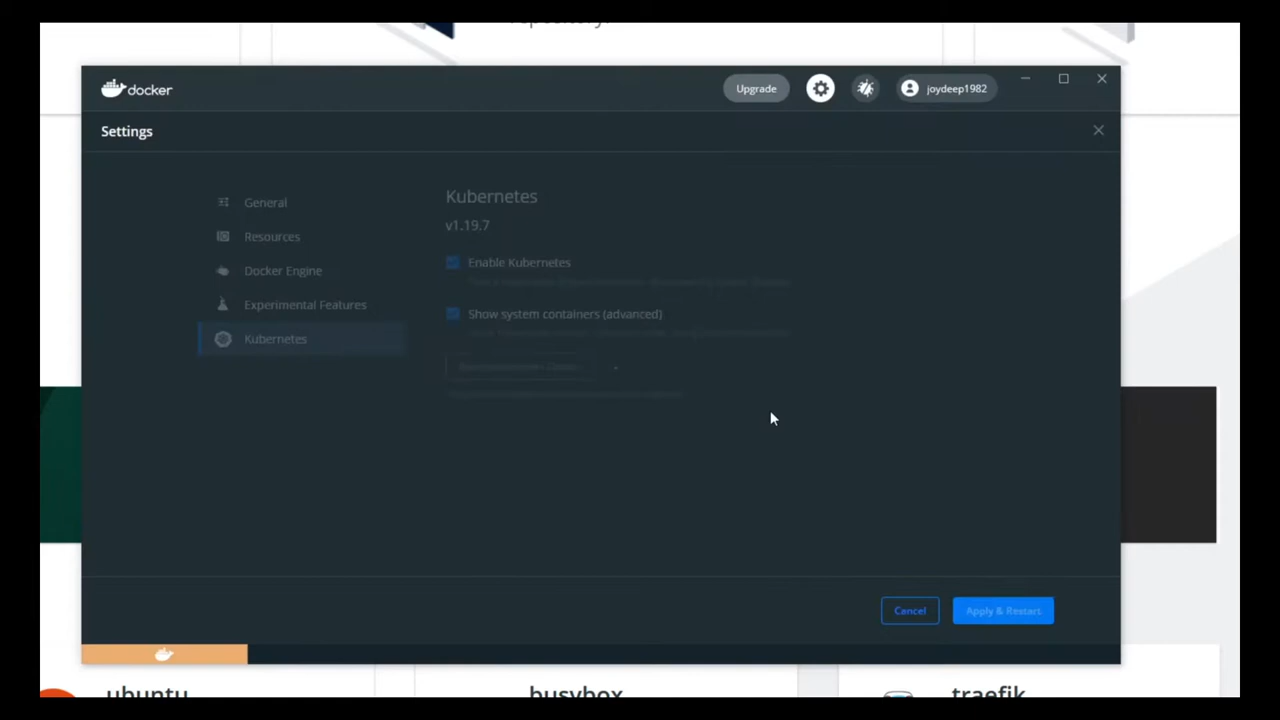 repository.
docker
Upgrade
joydeep1982
Settings
General
Resources
Docker Engine
Experimental Features
Kubernetes
Kubernetes
v1.19.7
Enable Kubernetes
Show system containers (advanced)
Cancel
Apply & Restart
ubuntu
busybox
traefik